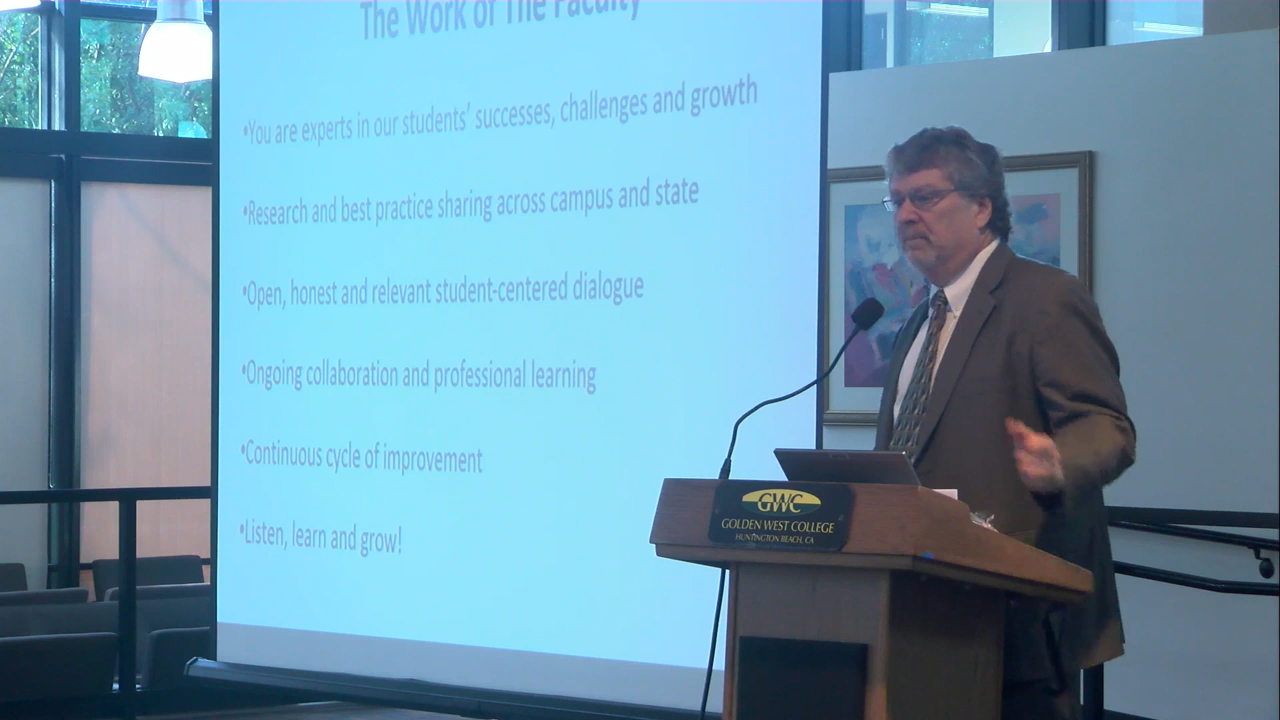 The Work of The Faculty
•You are experts in our students' successes, challenges and growth
•Research and best practice sharing across campus and state
•Open, honest and relevant student-centered dialogue
•Ongoing collaboration and professional learning
•Continuous cycle of improvement
•Listen, learn and grow!
GWC
GOLDEN WEST COLLEGE
HUNTINGTON BEACH, CA